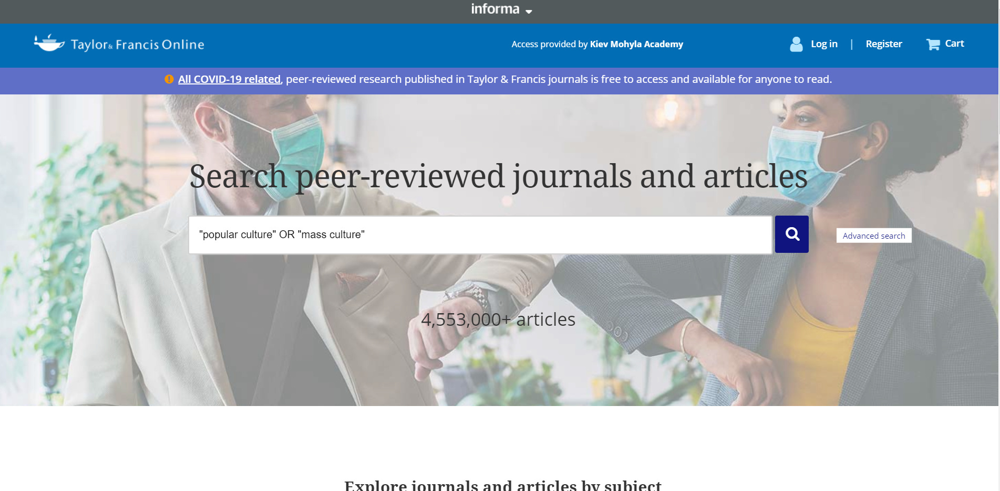 informa
Taylor & Francis Online
Access provided by Kiev Mohyla Academy
Log in | Register
Cart
All COVID-19 related, peer-reviewed research published in Taylor & Francis journals is free to access and available for anyone to read.
Search peer-reviewed journals and articles
"popular culture" OR "mass culture"
Advanced search
4,553,000+ articles
Explore journals and articles by subject